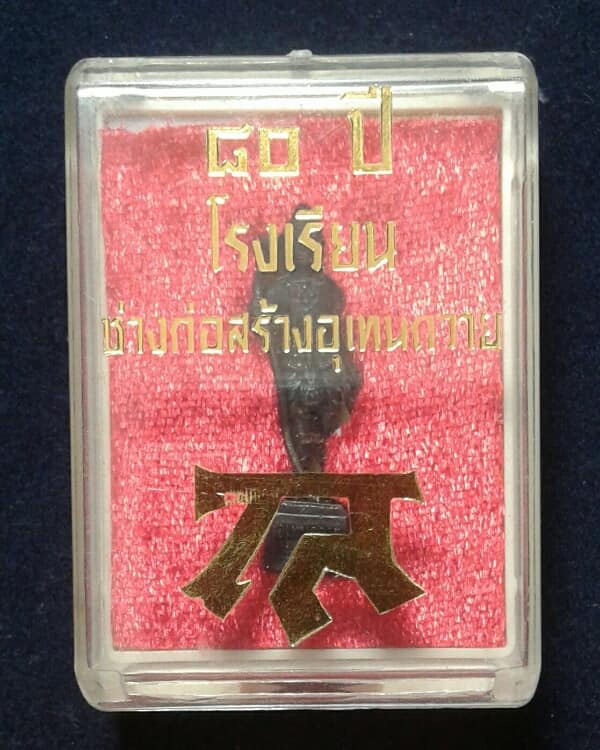 ๘๐ ปี
โรงเรียน
ช่างก่อสร้างอุเทนถวาย